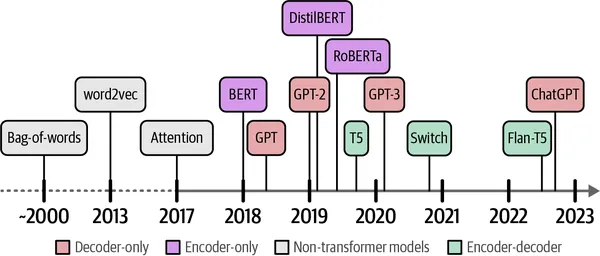 DistilBERT
RoBERTa
word2vec
BERT
GPT-2
GPT-3
ChatGPT
Bag-of-words
Attention
GPT
T5
Switch
Flan-T5
~2000 2013 2017 2018 2019 2020 2021 2022 2023
Decoder-only Encoder-only Non-transformer models Encoder-decoder